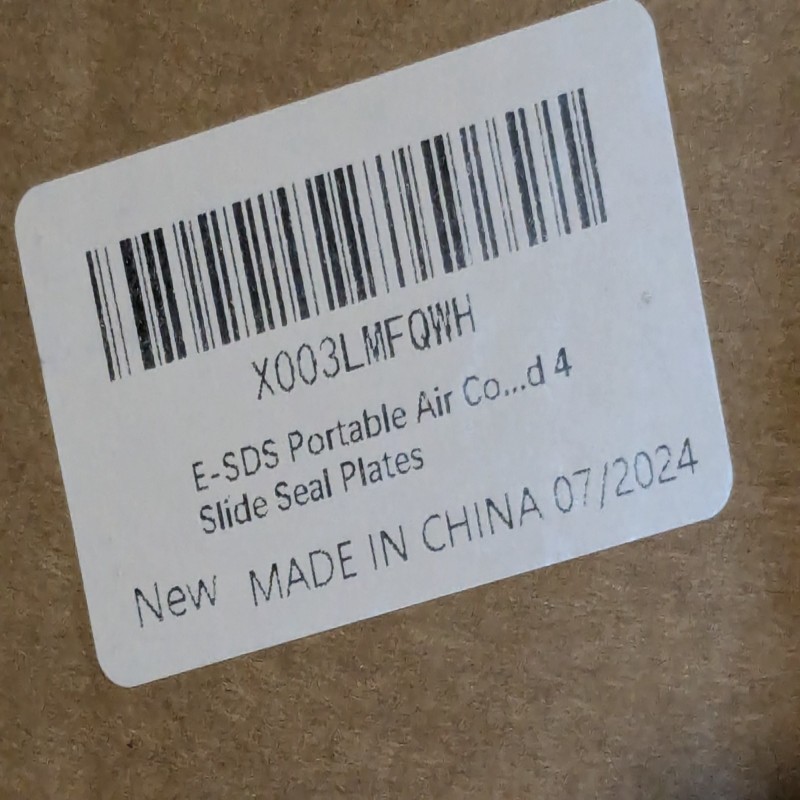 X003LMFQWH
E-SDS Portable Air Co...d 4
Slide Seal Plates
New MADE IN CHINA 07/2024